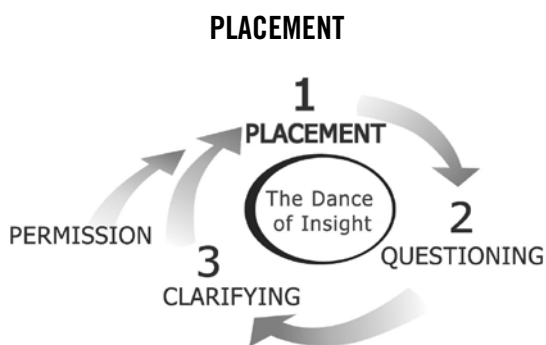 PLACEMENT
1
PLACEMENT
The Dance
of Insight
2
QUESTIONING
3
CLARIFYING
PERMISSION